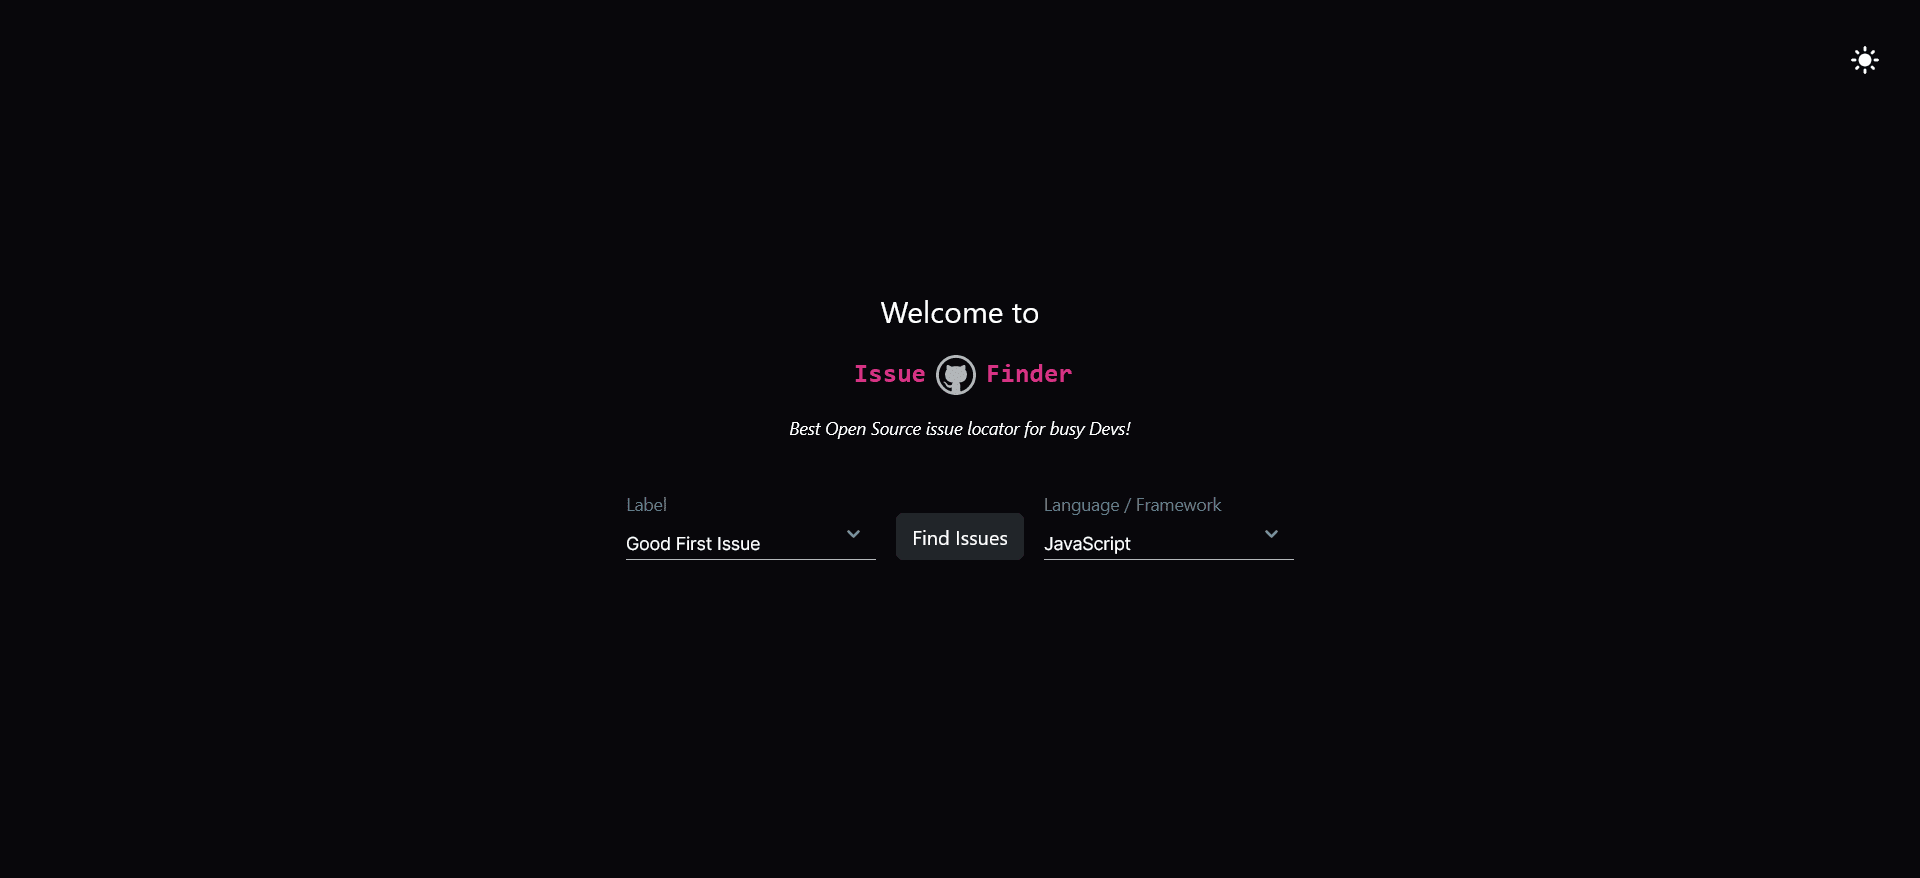 Welcome to
Issue Finder
Best Open Source issue locator for busy Devs!
Label
Good First Issue
Find Issues
Language / Framework
JavaScript